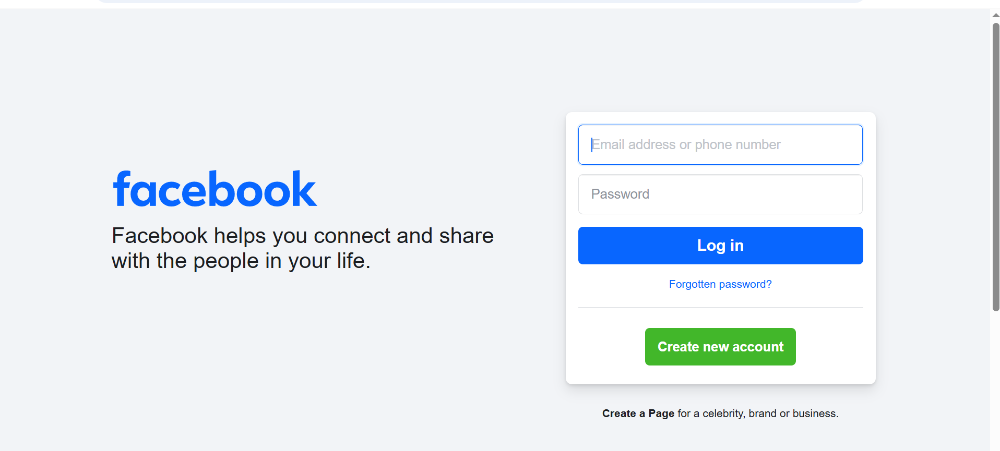 facebook
Facebook helps you connect and share
with the people in your life.
Email address or phone number
Password
Log in
Forgotten password?
Create new account
Create a Page for a celebrity, brand or business.